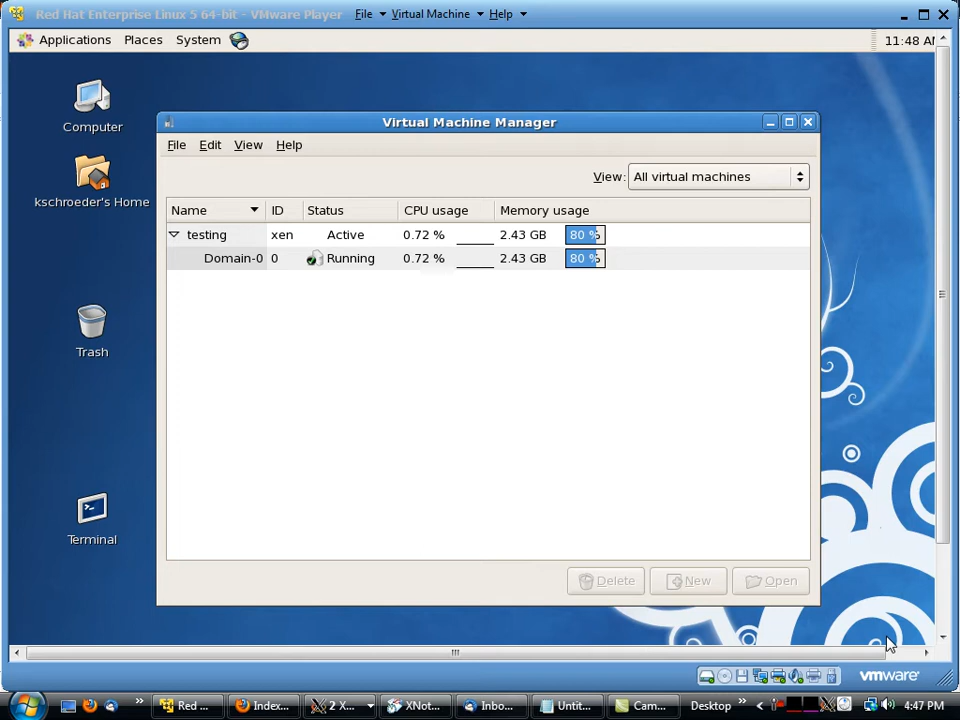 Red Hat Enterprise Linux 5 64-bit - VMware Player File Virtual Machine Help
Applications Places System 11:48 AM
Computer
kschroeder's Home
Trash
Terminal
Virtual Machine Manager
File Edit View Help
View: All virtual machines
Name ID Status CPU usage Memory usage
testing xen Active 0.72 % 2.43 GB 80 %
Domain-0 0 Running 0.72 % 2.43 GB 80 %
Delete New Open
vmware
Red ... Index... 2 X... XNot... Inbo... Untit... Cam... Desktop » 4:47 PM